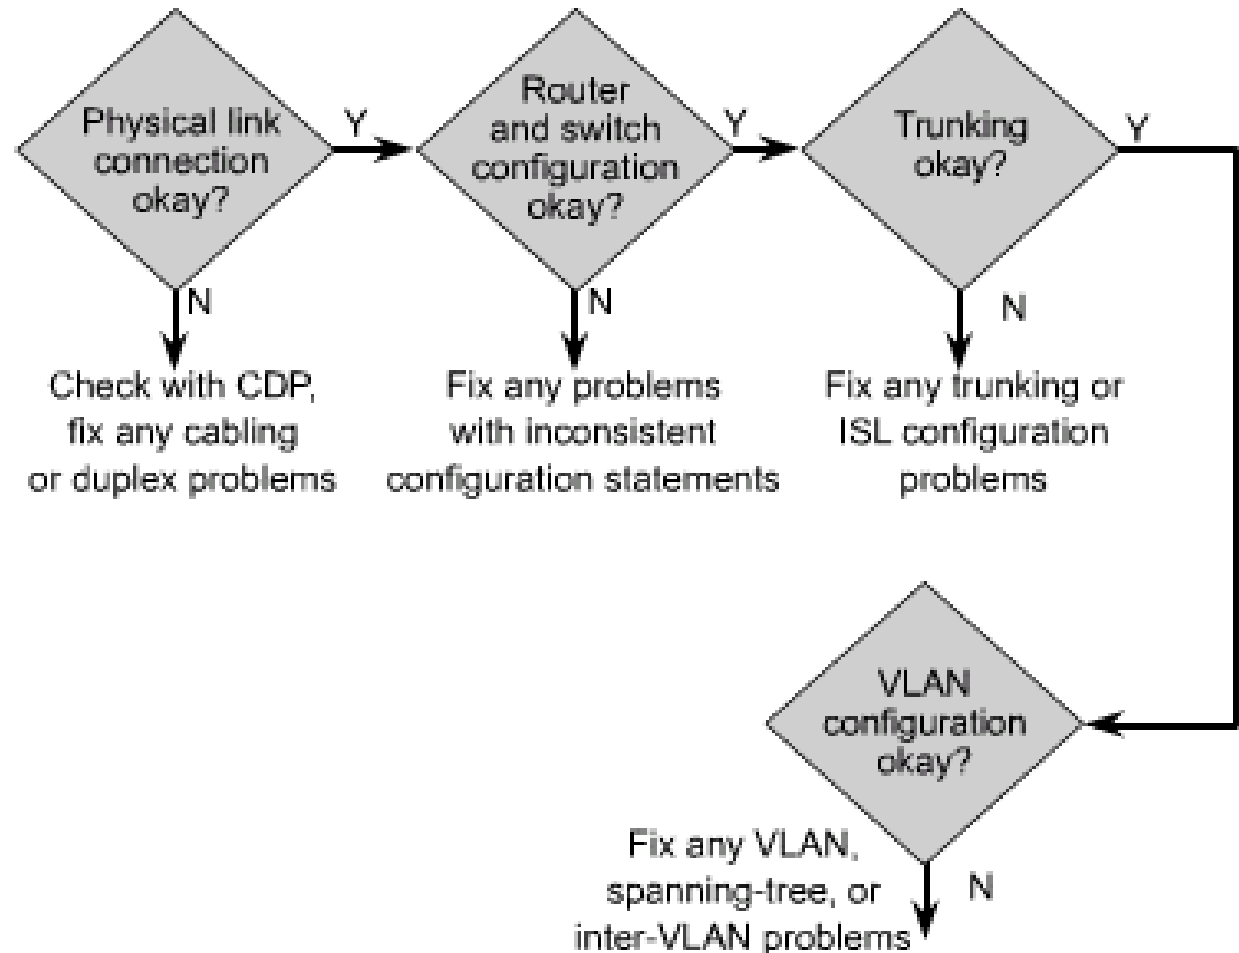 Physical link
connection
okay?
Y
N
Check with CDP,
fix any cabling
or duplex problems
Router
and switch
configuration
okay?
Y
N
Fix any problems
with inconsistent
configuration statements
Trunking
okay?
Y
N
Fix any trunking or
ISL configuration
problems
VLAN
configuration
okay?
N
Fix any VLAN,
spanning-tree, or
inter-VLAN problems